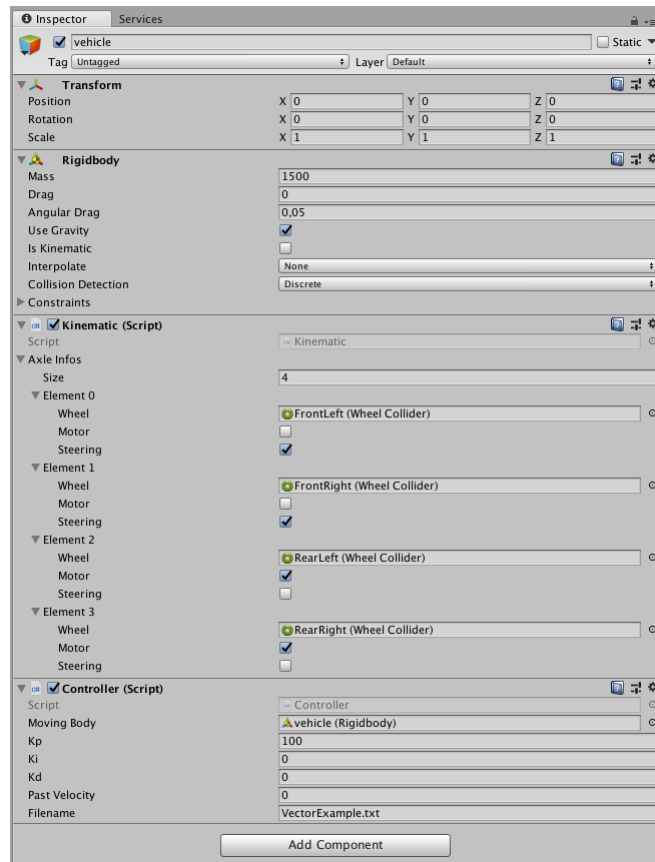 Inspector Services
vehicle Static
Tag Untagged Layer Default
Transform
Position X 0 Y 0 Z 0
Rotation X 0 Y 0 Z 0
Scale X 1 Y 1 Z 1
Rigidbody
Mass 1500
Drag 0
Angular Drag 0,05
Use Gravity
Is Kinematic
Interpolate None
Collision Detection Discrete
Constraints
C# Kinematic (Script)
Script Kinematic
Axle Infos
Size 4
Element 0
Wheel FrontLeft (Wheel Collider)
Motor
Steering
Element 1
Wheel FrontRight (Wheel Collider)
Motor
Steering
Element 2
Wheel RearLeft (Wheel Collider)
Motor
Steering
Element 3
Wheel RearRight (Wheel Collider)
Motor
Steering
C# Controller (Script)
Script Controller
Moving Body vehicle (Rigidbody)
Kp 100
Ki 0
Kd 0
Past Velocity 0
Filename VectorExample.txt
Add Component